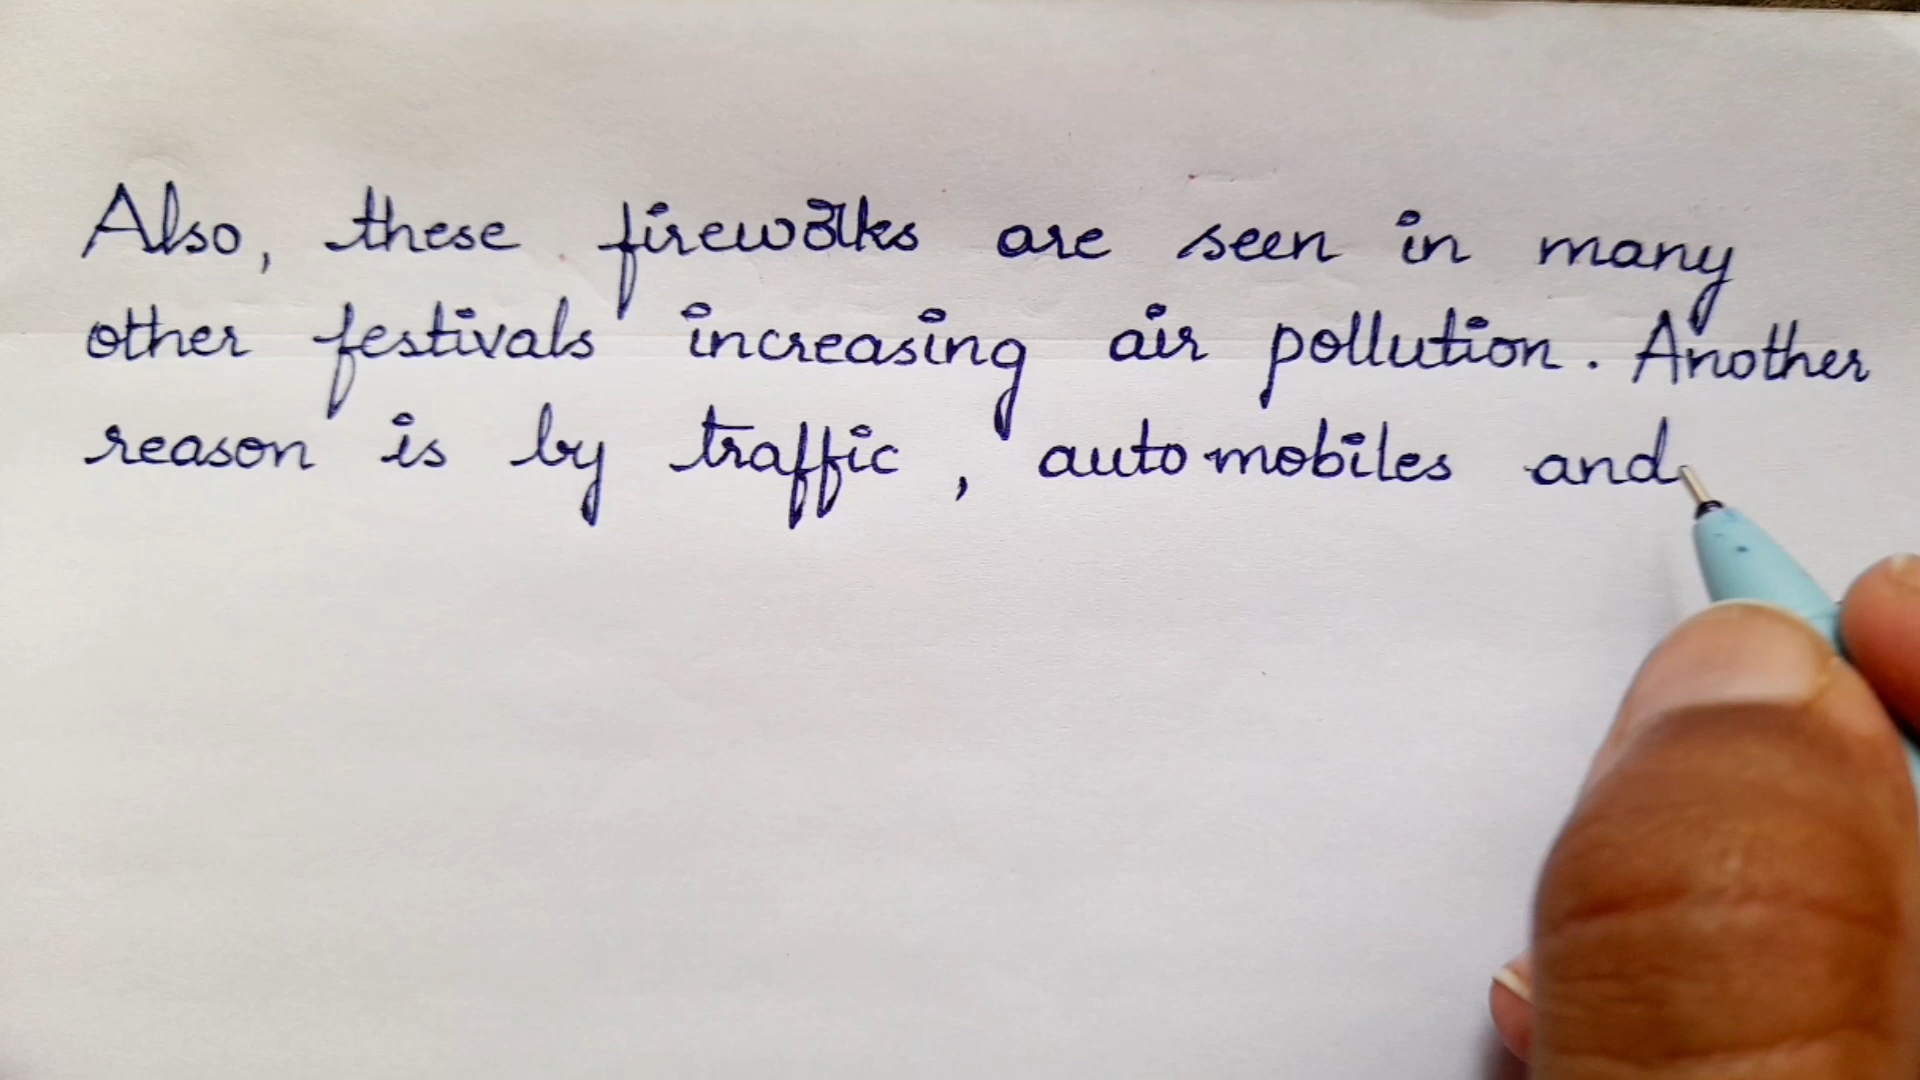 Also, these fireworks are seen in many
other festivals increasing air pollution. Another
reason is by traffic, automobiles and